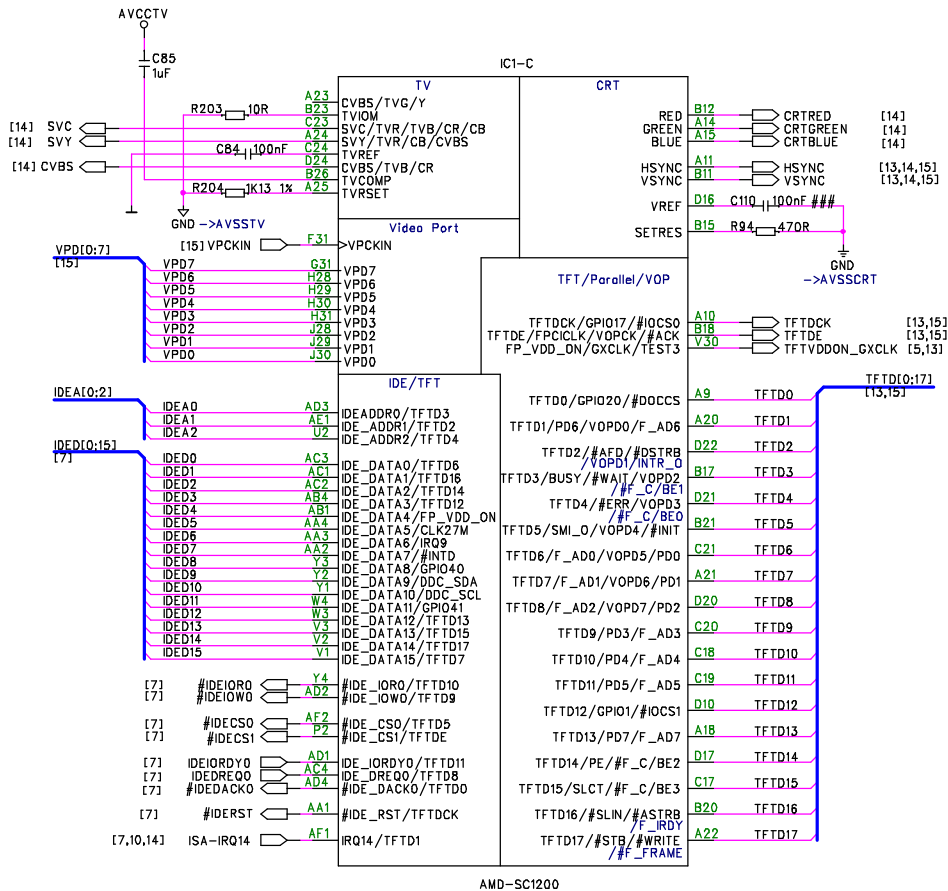 AVCCTV
C85
1uF
IC1-C
TV
CRT
R203 10R
A23 CVBS/TVG/Y
B23 TVIOM
[14] SVC C23 SVC/TVR/TVB/CR/CB
[14] SVY A24 SVY/TVR/CB/CVBS
C84 100nF C24 TVREF
[14] CVBS D24 CVBS/TVB/CR
B26 TVCOMP
R204 1K13 1% A25 TVRSET
GND ->AVSSTV
RED B12 CRTRED [14]
GREEN A14 CRTGREEN [14]
BLUE A15 CRTBLUE [14]
HSYNC A11 HSYNC [13,14,15]
VSYNC B11 VSYNC [13,14,15]
VREF D16 C110 100nF ###
SETRES B15 R94 470R
GND
->AVSSCRT
Video Port
[15] VPCKIN F31 >VPCKIN
VPD[0:7]
[15]
VPD7 G31 VPD7
VPD6 H28 VPD6
VPD5 H29 VPD5
VPD4 H30 VPD4
VPD3 H31 VPD3
VPD2 J28 VPD2
VPD1 J29 VPD1
VPD0 J30 VPD0
TFT/Parallel/VOP
TFTDCK/GPIO17/#IOCS0 A10 TFTDCK [13,15]
TFTDE/FPCICLK/VOPCK/#ACK B18 TFTDE [13,15]
FP_VDD_ON/GXCLK/TEST3 V30 TFTVDDON_GXCLK [5,13]
IDE/TFT
IDEA[0:2]
IDEA0 AD3 IDEADDR0/TFTD3
IDEA1 AE1 IDE_ADDR1/TFTD2
IDEA2 U2 IDE_ADDR2/TFTD4
IDED[0:15]
[7]
IDED0 AC3 IDE_DATA0/TFTD6
IDED1 AC1 IDE_DATA1/TFTD16
IDED2 AC2 IDE_DATA2/TFTD14
IDED3 AB4 IDE_DATA3/TFTD12
IDED4 AB1 IDE_DATA4/FP_VDD_ON
IDED5 AA4 IDE_DATA5/CLK27M
IDED6 AA3 IDE_DATA6/IRQ9
IDED7 AA2 IDE_DATA7/#INTD
IDED8 Y3 IDE_DATA8/GPIO40
IDED9 Y2 IDE_DATA9/DDC_SDA
IDED10 Y1 IDE_DATA10/DDC_SCL
IDED11 W4 IDE_DATA11/GPIO41
IDED12 W3 IDE_DATA12/TFTD13
IDED13 V3 IDE_DATA13/TFTD15
IDED14 V2 IDE_DATA14/TFTD17
IDED15 V1 IDE_DATA15/TFTD7
[7] #IDEIOR0 Y4 #IDE_IOR0/TFTD10
[7] #IDEIOW0 AD2 #IDE_IOW0/TFTD9
[7] #IDECS0 AF2 #IDE_CS0/TFTD5
[7] #IDECS1 P2 #IDE_CS1/TFTDE
[7] IDEIORDY0 AD1 IDE_IORDY0/TFTD11
[7] IDEDREQ0 AC4 IDE_DREQ0/TFTD8
[7] #IDEDACK0 AD4 #IDE_DACK0/TFTD0
[7] #IDERST AA1 #IDE_RST/TFTDCK
[7,10,14] ISA-IRQ14 AF1 IRQ14/TFTD1
TFTD[0:17]
[13,15]
TFTD0/GPIO20/#DOCCS A9 TFTD0
TFTD1/PD6/VOPD0/F_AD6 A20 TFTD1
TFTD2/#AFD/#DSTRB D22 TFTD2
/VOPD1/INTR_O
TFTD3/BUSY/#WAIT/VOPD2 B17 TFTD3
/#F_C/BE1
TFTD4/#ERR/VOPD3 D21 TFTD4
/#F_C/BE0
TFTD5/SMI_O/VOPD4/#INIT B21 TFTD5
TFTD6/F_AD0/VOPD5/PD0 C21 TFTD6
TFTD7/F_AD1/VOPD6/PD1 A21 TFTD7
TFTD8/F_AD2/VOPD7/PD2 D20 TFTD8
TFTD9/PD3/F_AD3 C20 TFTD9
TFTD10/PD4/F_AD4 C18 TFTD10
TFTD11/PD5/F_AD5 C19 TFTD11
TFTD12/GPIO1/#IOCS1 D10 TFTD12
TFTD13/PD7/F_AD7 A18 TFTD13
TFTD14/PE/#F_C/BE2 D17 TFTD14
TFTD15/SLCT/#F_C/BE3 C17 TFTD15
TFTD16/#SLIN/#ASTRB B20 TFTD16
/F_IRDY
TFTD17/#STB/#WRITE A22 TFTD17
/#F_FRAME
AMD-SC1200